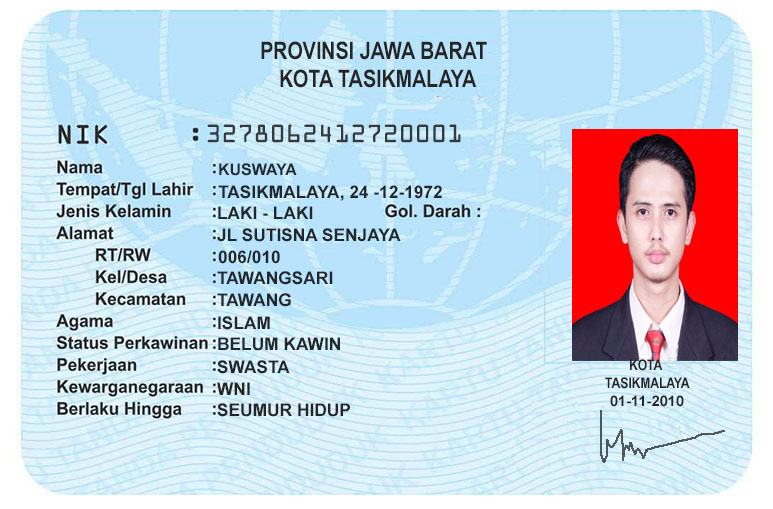 PROVINSI JAWA BARAT
KOTA TASIKMALAYA
NIK :3278062412720001
Nama :KUSWAYA
Tempat/Tgl Lahir :TASIKMALAYA, 24 -12-1972
Jenis Kelamin :LAKI - LAKI Gol. Darah :
Alamat :JL SUTISNA SENJAYA
RT/RW :006/010
Kel/Desa :TAWANGSARI
Kecamatan :TAWANG
Agama :ISLAM
Status Perkawinan :BELUM KAWIN
Pekerjaan :SWASTA
Kewarganegaraan :WNI
Berlaku Hingga :SEUMUR HIDUP
KOTA
TASIKMALAYA
01-11-2010